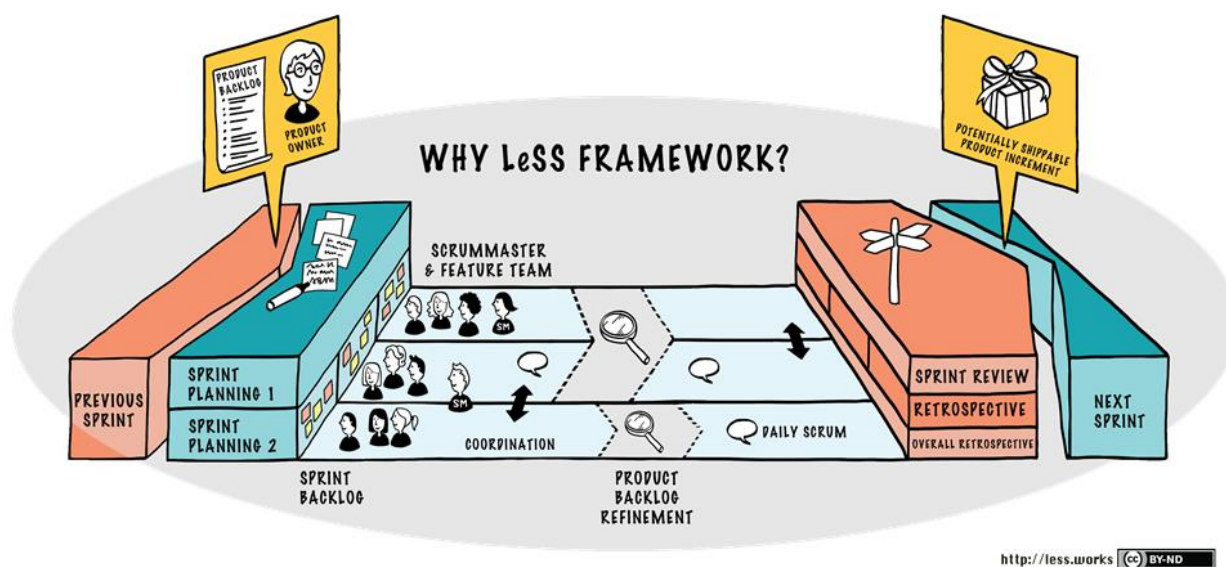 PRODUCT
BACKLOG
PRODUCT
OWNER
POTENTIALLY SHIPPABLE
PRODUCT INCREMENT
WHY LeSS FRAMEWORK?
SCRUMMASTER
& FEATURE TEAM
SM
SM
PREVIOUS
SPRINT
SPRINT
PLANNING 1
SPRINT
PLANNING 2
COORDINATION
DAILY SCRUM
SPRINT REVIEW
RETROSPECTIVE
OVERALL RETROSPECTIVE
NEXT
SPRINT
SPRINT
BACKLOG
PRODUCT
BACKLOG
REFINEMENT
http://less.works
cc BY-ND